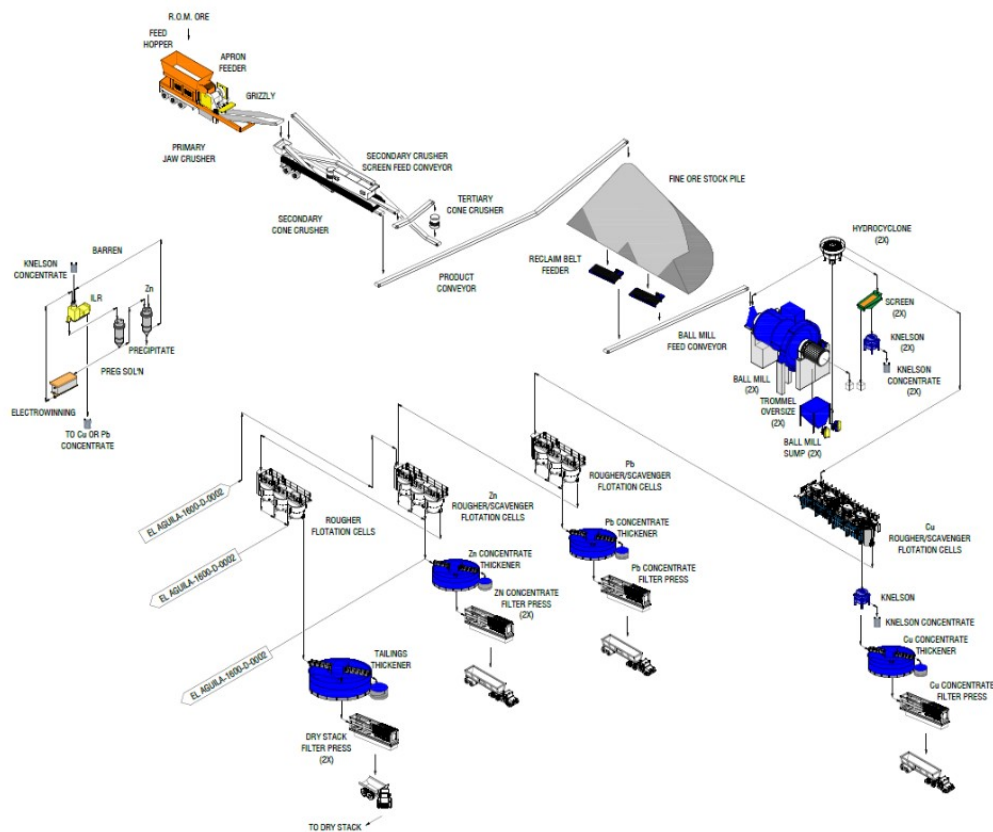 R.O.M. ORE
FEED
HOPPER
APRON
FEEDER
GRIZZLY
PRIMARY
JAW CRUSHER
SECONDARY CRUSHER
SCREEN FEED CONVEYOR
TERTIARY
CONE CRUSHER
SECONDARY
CONE CRUSHER
FINE ORE STOCK PILE
HYDROCYCLONE
(2X)
RECLAIM BELT
FEEDER
PRODUCT
CONVEYOR
SCREEN
(2X)
BALL MILL
FEED CONVEYOR
KNELSON
(2X)
KNELSON
CONCENTRATE
(2X)
BALL MILL
(2X)
TROMMEL
OVERSIZE
(2X)
BALL MILL
SUMP (2X)
BARREN
KNELSON
CONCENTRATE
ILR
Zn
PRECIPITATE
PREG SOL'N
ELECTROWINNING
TO Cu OR Pb
CONCENTRATE
EL AGUILA-1600-D-0002
EL AGUILA-1600-D-0002
EL AGUILA-1600-D-0002
ROUGHER
FLOTATION CELLS
Zn
ROUGHER/SCAVENGER
FLOTATION CELLS
Pb
ROUGHER/SCAVENGER
FLOTATION CELLS
Cu
ROUGHER/SCAVENGER
FLOTATION CELLS
Zn CONCENTRATE
THICKENER
ZN CONCENTRATE
FILTER PRESS
(2X)
Pb CONCENTRATE
THICKENER
Pb CONCENTRATE
FILTER PRESS
KNELSON
KNELSON CONCENTRATE
Cu CONCENTRATE
THICKENER
Cu CONCENTRATE
FILTER PRESS
TAILINGS
THICKENER
DRY STACK
FILTER PRESS
(2X)
TO DRY STACK